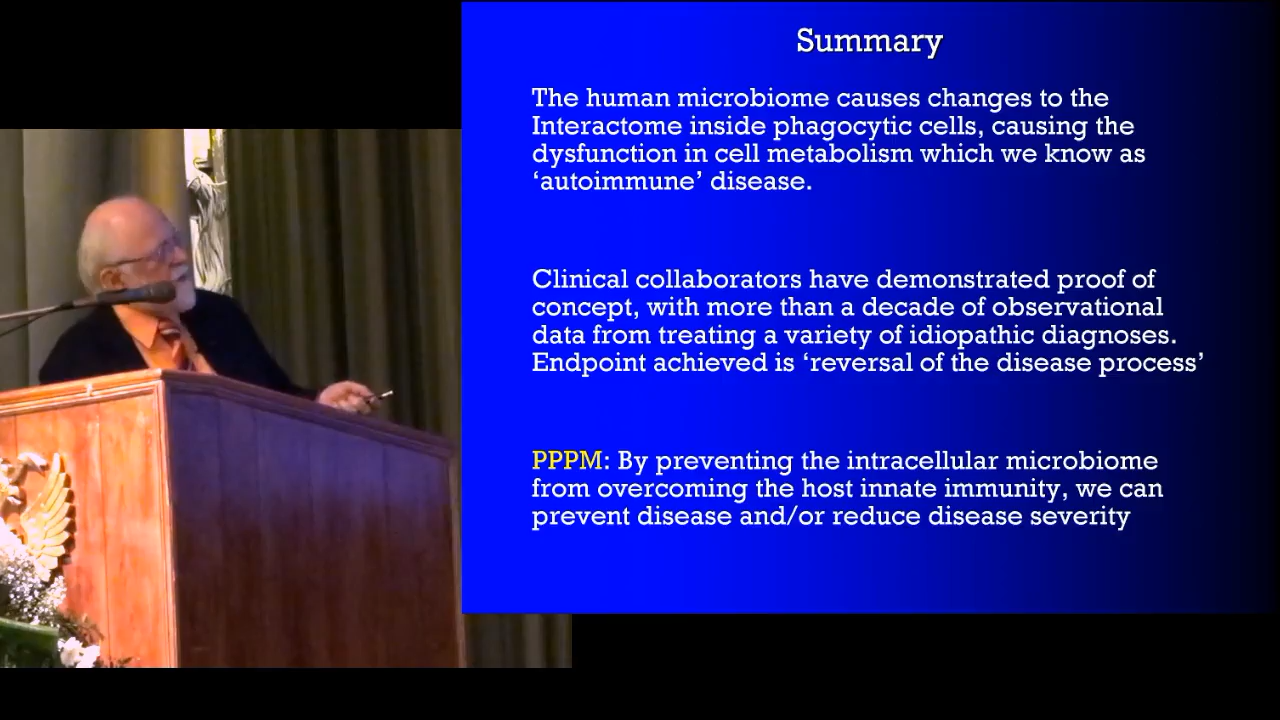 Summary
The human microbiome causes changes to the
Interactome inside phagocytic cells, causing the
dysfunction in cell metabolism which we know as
‘autoimmune’ disease.
Clinical collaborators have demonstrated proof of
concept, with more than a decade of observational
data from treating a variety of idiopathic diagnoses.
Endpoint achieved is ‘reversal of the disease process’
PPPM: By preventing the intracellular microbiome
from overcoming the host innate immunity, we can
prevent disease and/or reduce disease severity